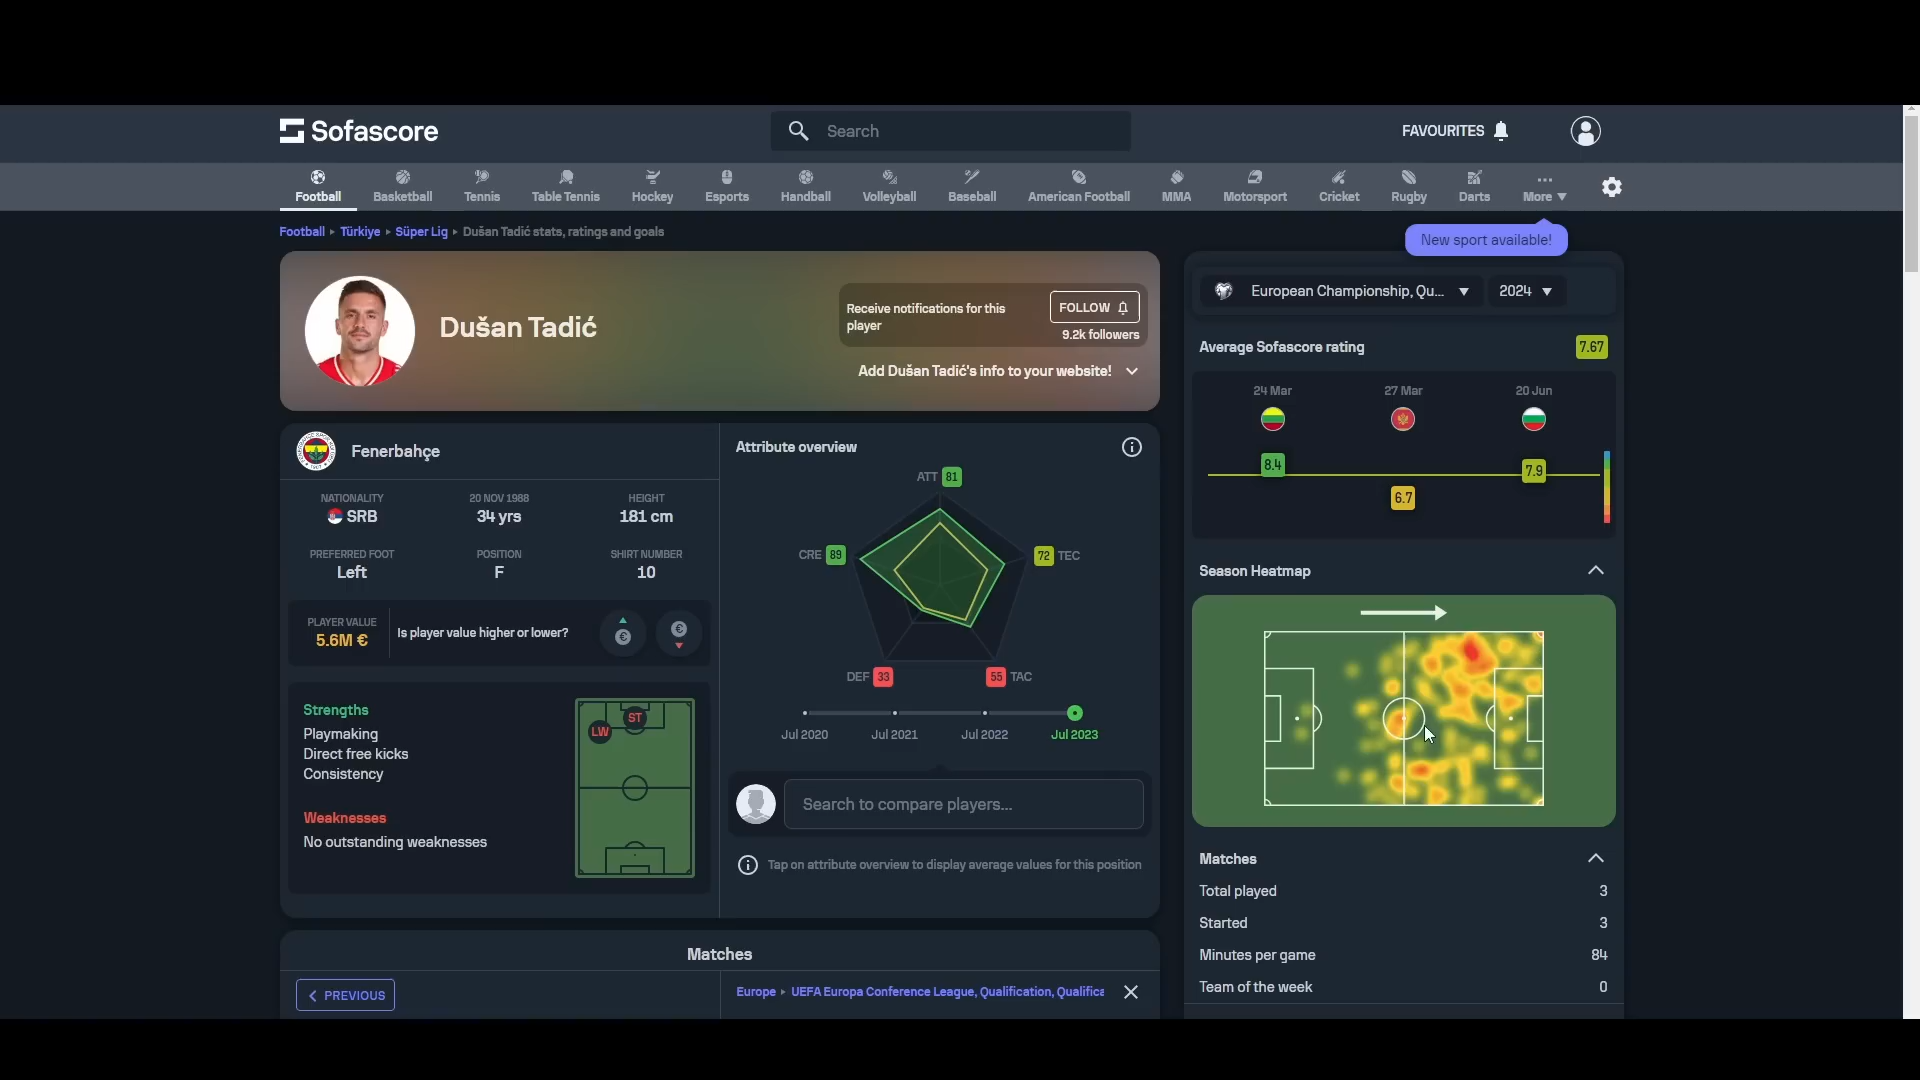 Sofascore
Search
FAVOURITES
Football
Basketball
Tennis
Table Tennis
Hockey
Esports
Handball
Volleyball
Baseball
American Football
MMA
Motorsport
Cricket
Rugby
Darts
More
Football Türkiye Süper Lig Dušan Tadić stats, ratings and goals
New sport available!
Dušan Tadić
Receive notifications for this
player
FOLLOW
9.2k followers
Add Dušan Tadić's info to your website!
Fenerbahçe
NATIONALITY
SRB
20 NOV 1988
34 yrs
HEIGHT
181 cm
PREFERRED FOOT
Left
POSITION
F
SHIRT NUMBER
10
PLAYER VALUE
5.6M €
Is player value higher or lower?
€
€
Strengths
Playmaking
Direct free kicks
Consistency
Weaknesses
No outstanding weaknesses
LW
ST
Attribute overview
ATT 81
CRE 89
72 TEC
DEF 33
55 TAC
Jul 2020
Jul 2021
Jul 2022
Jul 2023
Search to compare players...
Tap on attribute overview to display average values for this position
Matches
PREVIOUS
Europe UEFA Europa Conference League, Qualification, Qualifica
European Championship, Qu...
2024
Average Sofascore rating
7.67
24 Mar
27 Mar
20 Jun
8.4
6.7
7.9
Season Heatmap
Matches
Total played 3
Started 3
Minutes per game 84
Team of the week 0